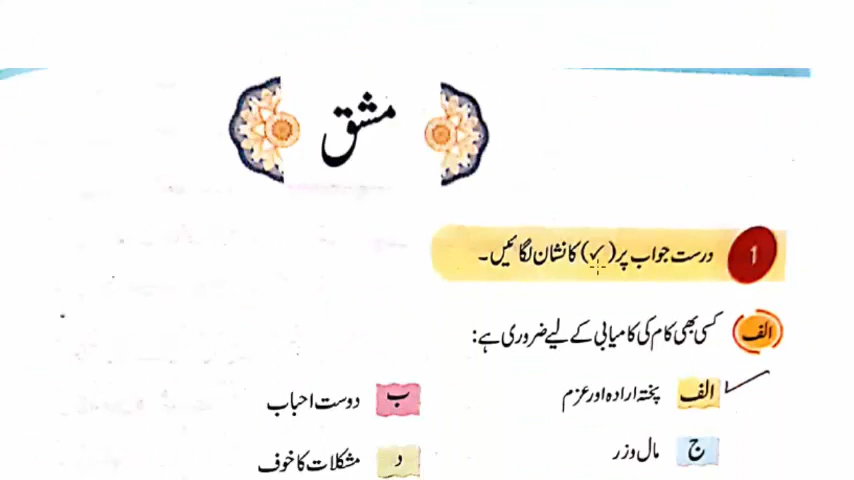 مشق
1 درست جواب پر (✓) کا نشان لگائیں۔
الف کسی بھی کام کی کامیابی کے لیے ضروری ہے:
الف پختہ ارادہ اور عزم ب دوست احباب
ج مال و زر د مشکلات کا خوف